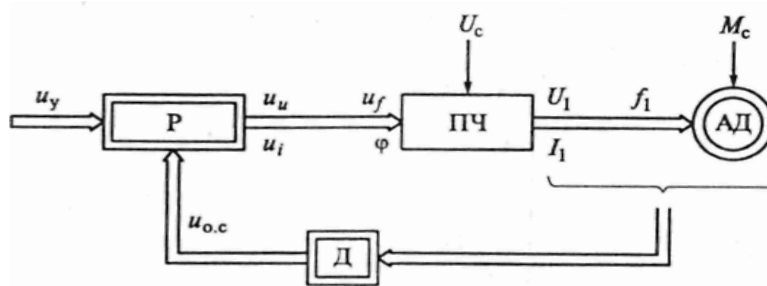 U_c M_c
u_у u_u u_f U_1 f_1
Р ПЧ АД
u_i φ I_1
u_о.с
Д